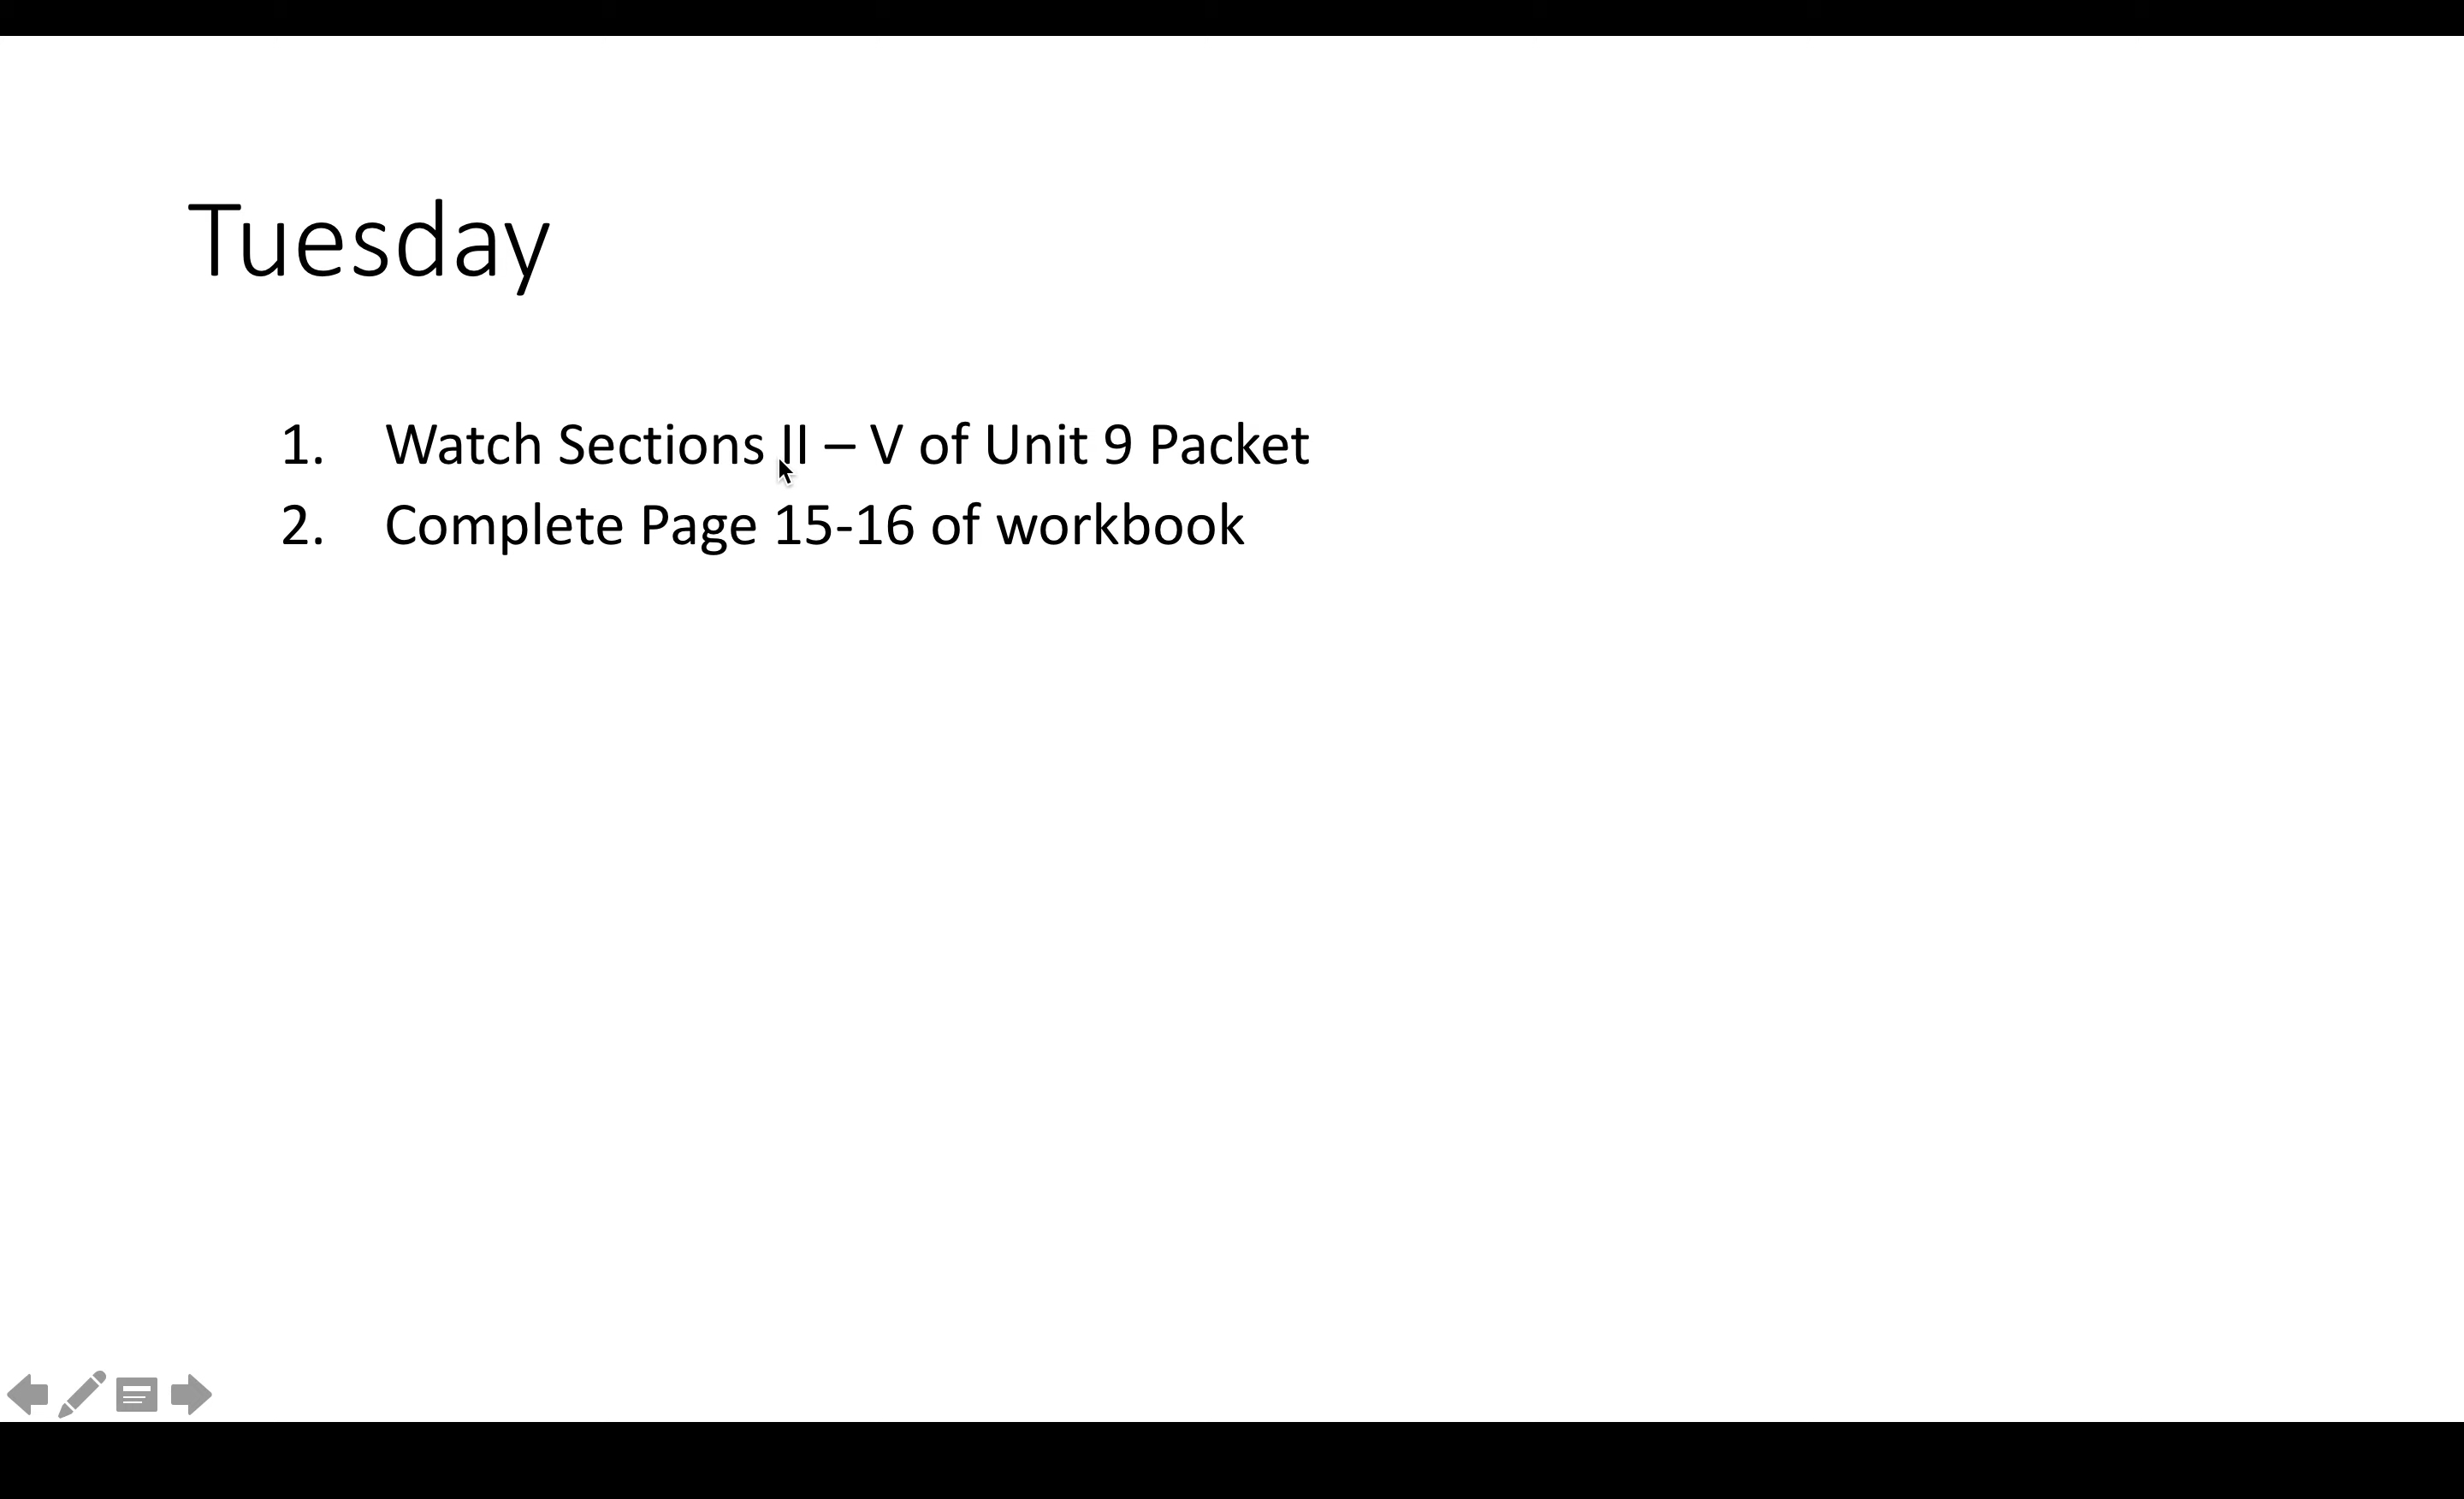 Tuesday
1. Watch Sections II – V of Unit 9 Packet
2. Complete Page 15-16 of workbook